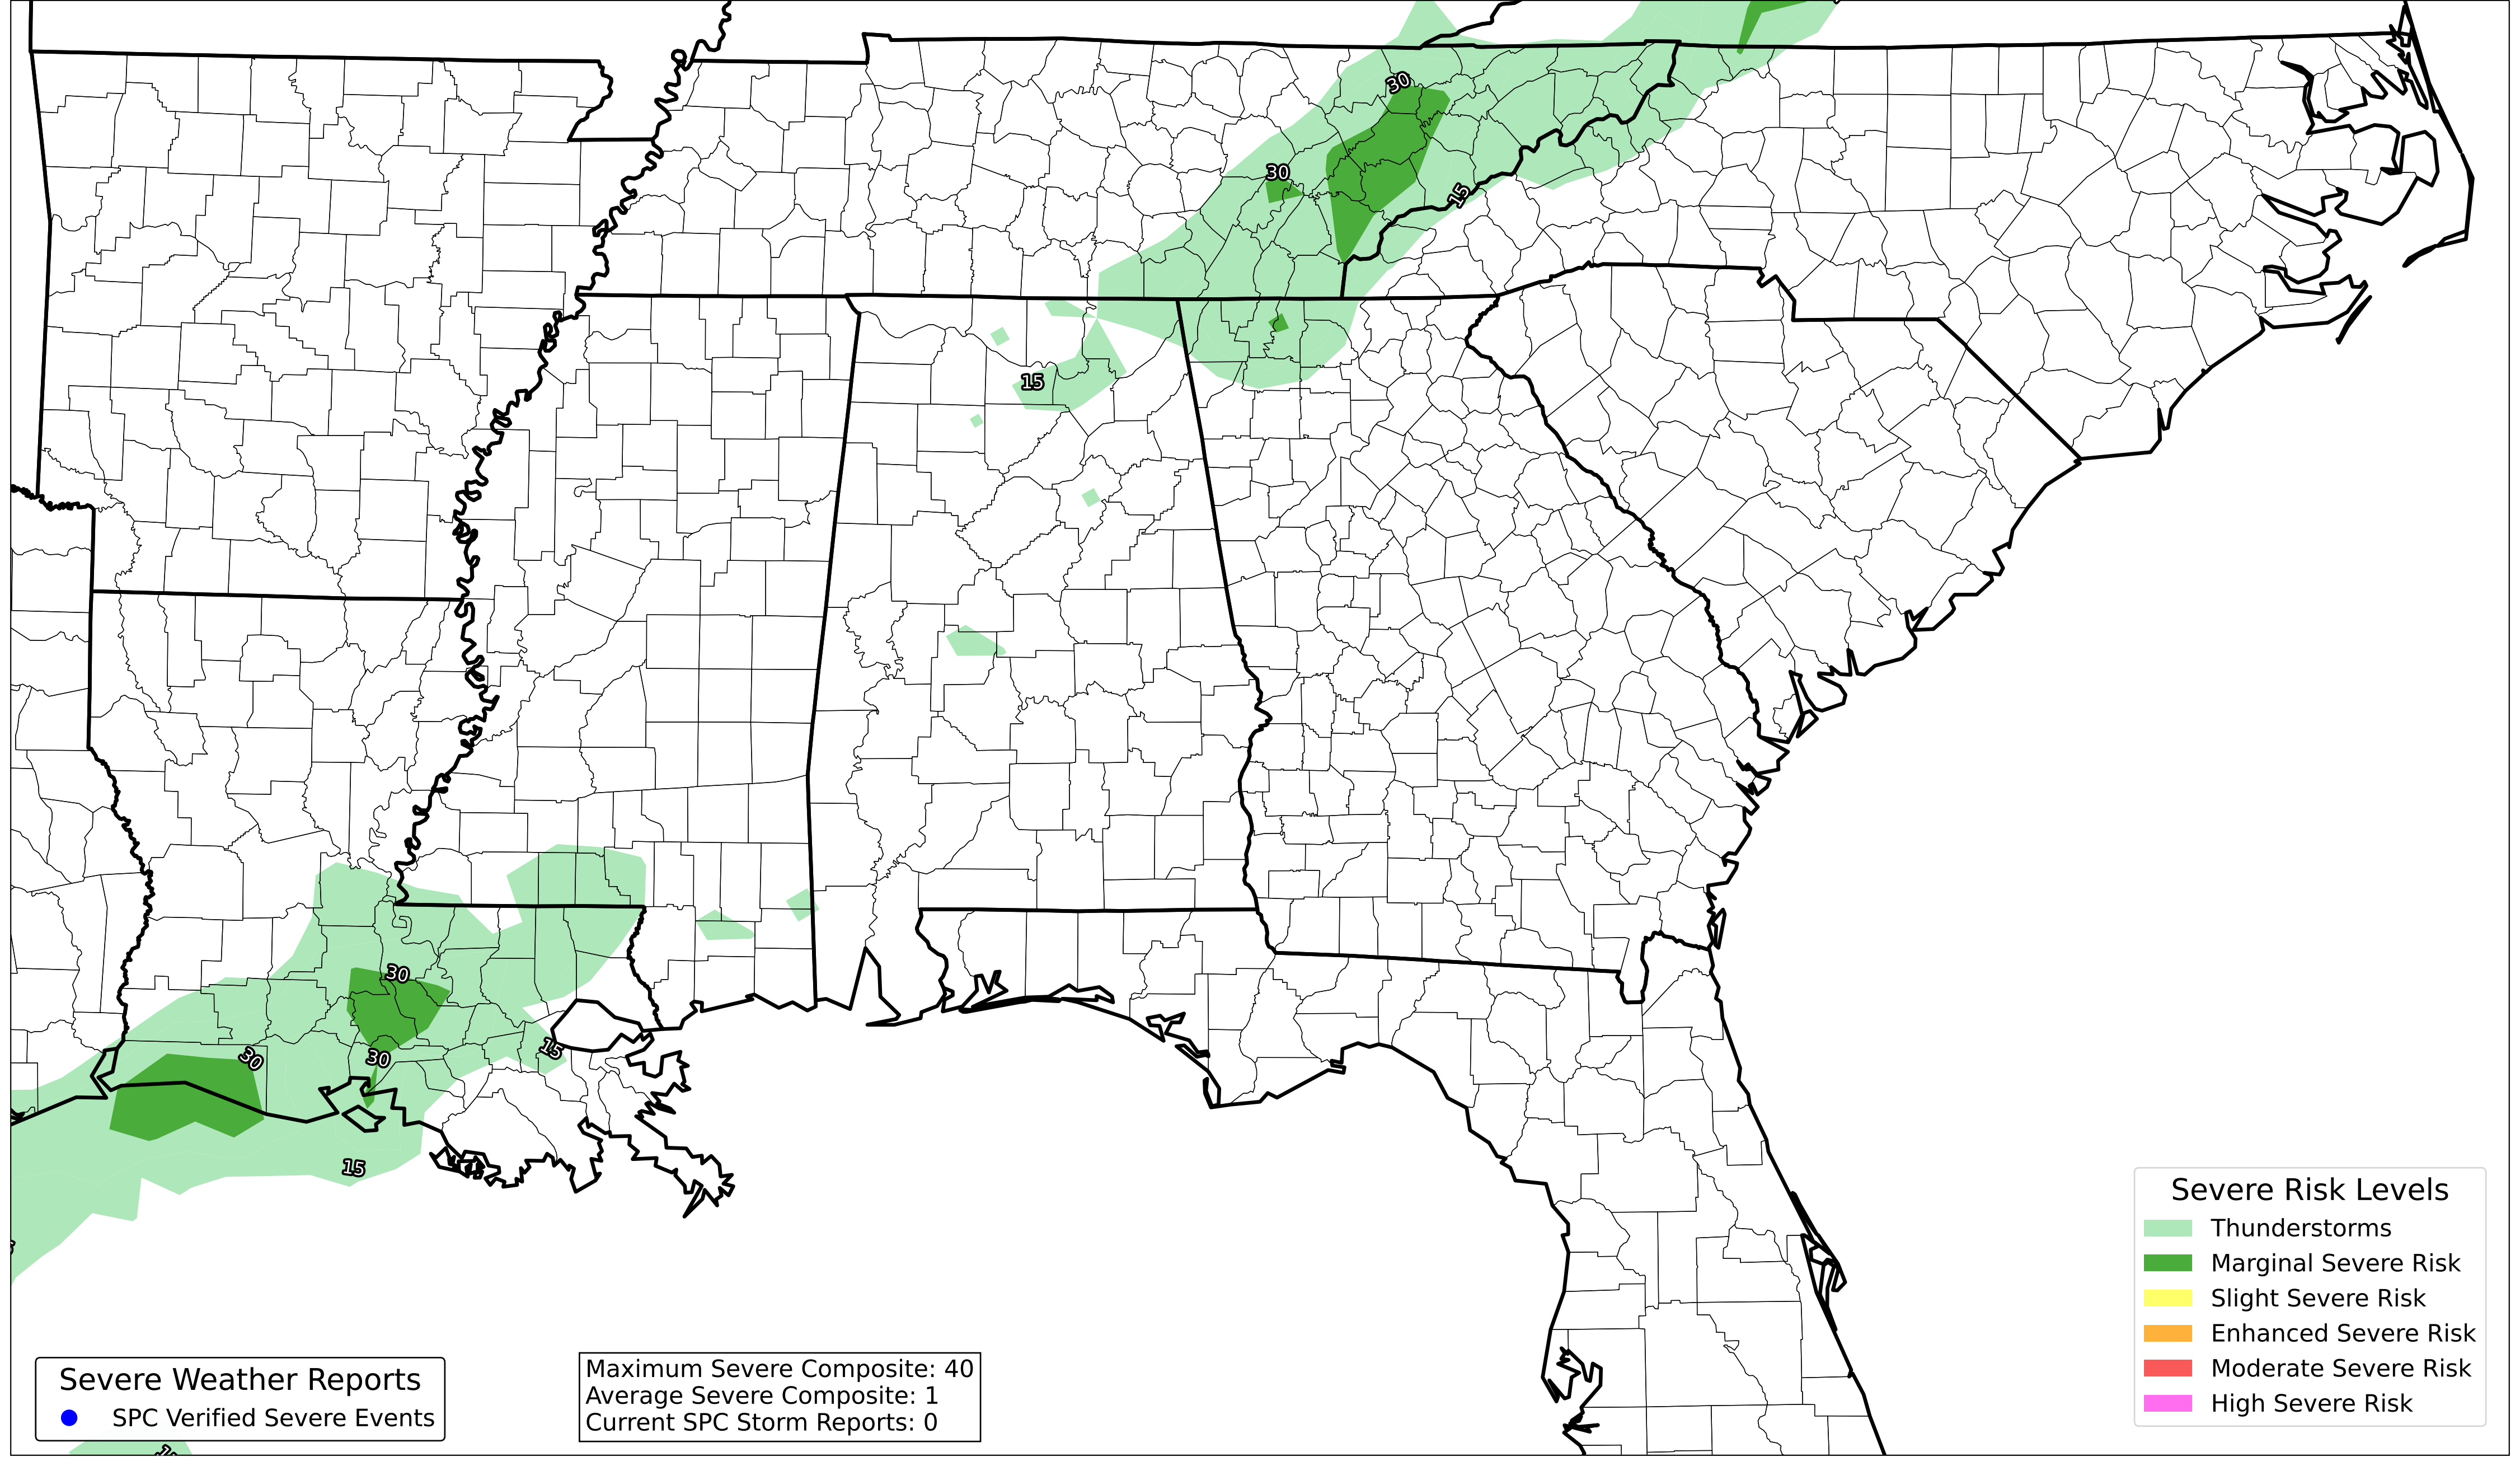 30
30
15
15
30
30
30
15
15
Severe Weather Reports
SPC Verified Severe Events
Maximum Severe Composite: 40
Average Severe Composite: 1
Current SPC Storm Reports: 0
Severe Risk Levels
Thunderstorms
Marginal Severe Risk
Slight Severe Risk
Enhanced Severe Risk
Moderate Severe Risk
High Severe Risk